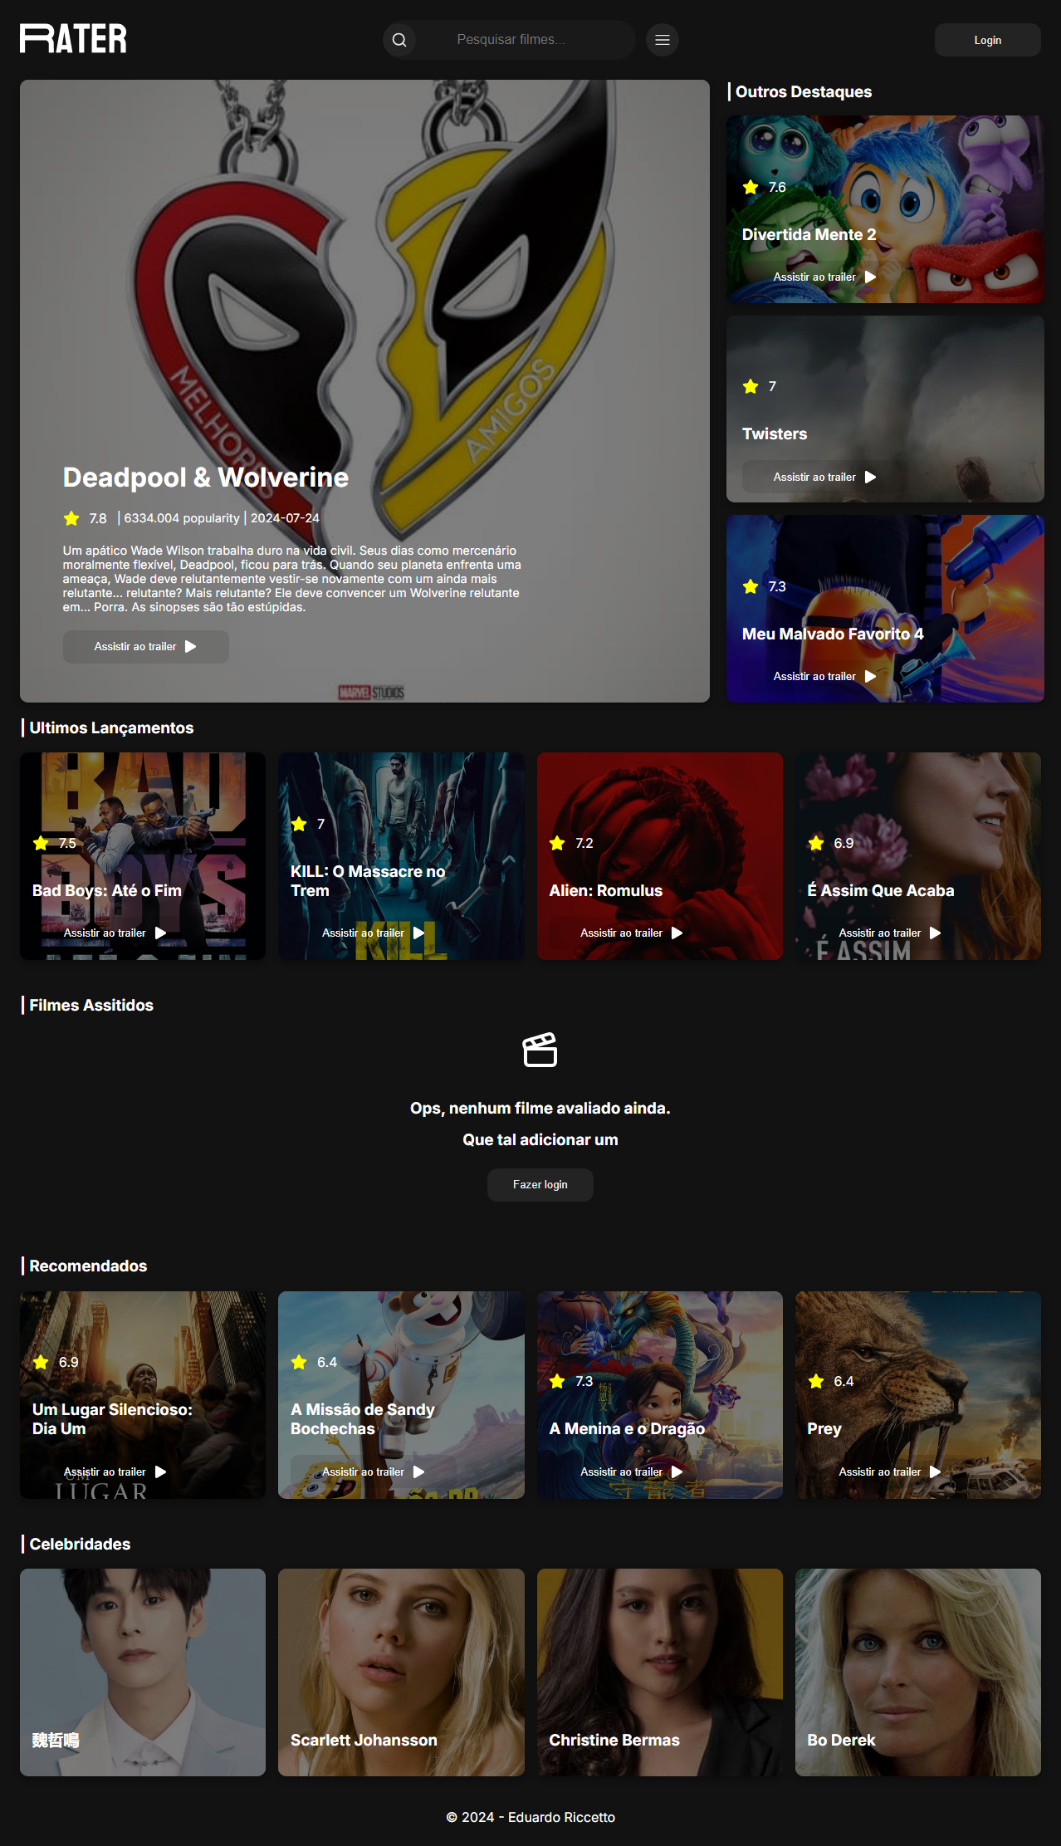 RATER
Pesquisar filmes...
Login
MELHORES
AMIGOS
Deadpool & Wolverine
7.8 | 6334.004 popularity | 2024-07-24
Um apático Wade Wilson trabalha duro na vida civil. Seus dias como mercenário
moralmente flexível, Deadpool, ficou para trás. Quando seu planeta enfrenta uma
ameaça, Wade deve relutantemente vestir-se novamente com um ainda mais
relutante... relutante? Mais relutante? Ele deve convencer um Wolverine relutante
em... Porra. As sinopses são tão estúpidas.
Assistir ao trailer
MARVEL STUDIOS
| Outros Destaques
7.6
Divertida Mente 2
Assistir ao trailer
7
Twisters
Assistir ao trailer
7.3
Meu Malvado Favorito 4
Assistir ao trailer
| Ultimos Lançamentos
BAD
BOYS
7.5
Bad Boys: Até o Fim
Assistir ao trailer
7
KILL: O Massacre no
Trem
Assistir ao trailer
KILL
7.2
Alien: Romulus
Assistir ao trailer
6.9
É Assim Que Acaba
Assistir ao trailer
É ASSIM
| Filmes Assitidos
Ops, nenhum filme avaliado ainda.
Que tal adicionar um
Fazer login
| Recomendados
6.9
Um Lugar Silencioso:
Dia Um
Assistir ao trailer
UM
LUGAR
6.4
A Missão de Sandy
Bochechas
Assistir ao trailer
7.3
A Menina e o Dragão
Assistir ao trailer
守龍者
6.4
Prey
Assistir ao trailer
| Celebridades
魏哲鳴
Scarlett Johansson
Christine Bermas
Bo Derek
© 2024 - Eduardo Riccetto